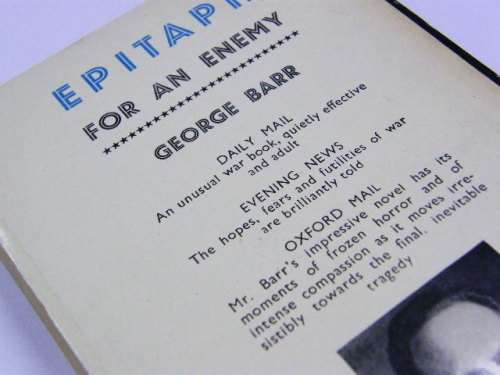 EPITAPH
FOR AN ENEMY
★★★★★★★★★★★★★★★★★★★★
GEORGE BARR
DAILY MAIL
An unusual war book, quietly effective
and adult
EVENING NEWS
The hopes, fears and futilities of war
are brilliantly told
OXFORD MAIL
Mr. Barr's impressive novel has its
moments of frozen horror and of
intense compassion as it moves irre-
sistibly towards the final. inevitable
tragedy